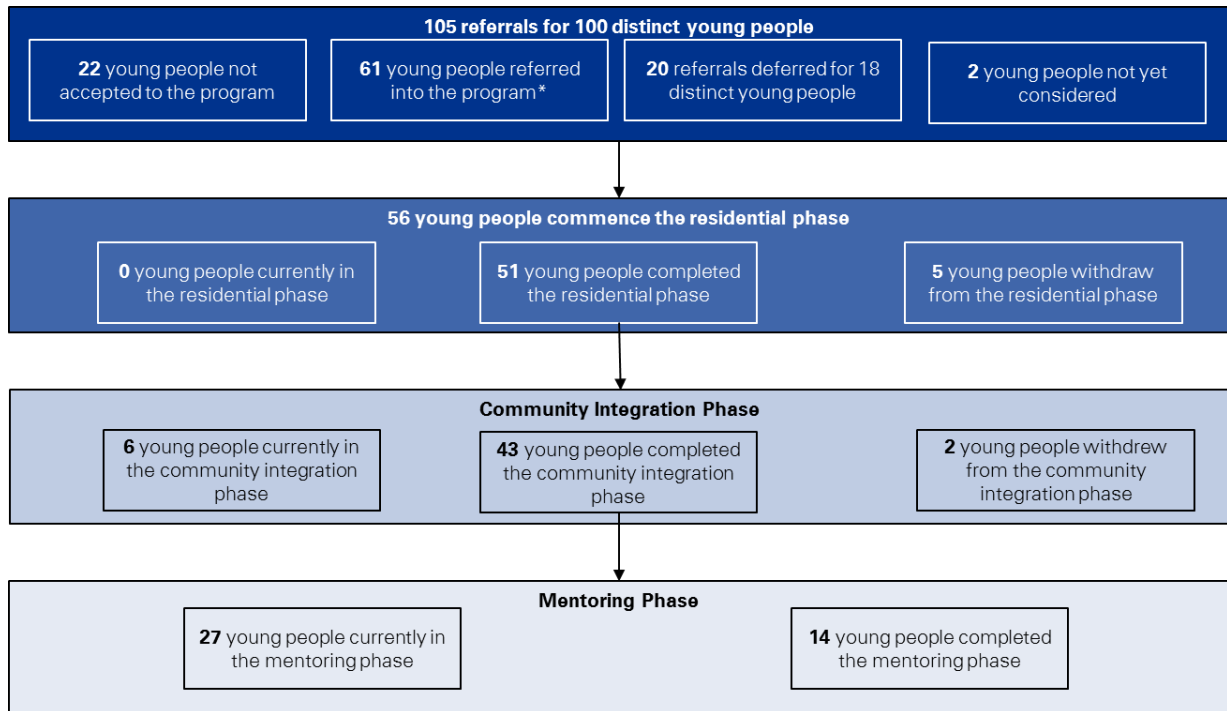 105 referrals for 100 distinct young people
22 young people not
accepted to the program
61 young people referred
into the program*
20 referrals deferred for 18
distinct young people
2 young people not yet
considered
56 young people commence the residential phase
0 young people currently in
the residential phase
51 young people completed
the residential phase
5 young people withdraw
from the residential phase
Community Integration Phase
6 young people currently in
the community integration
phase
43 young people completed
the community integration
phase
2 young people withdrew
from the community
integration phase
Mentoring Phase
27 young people currently in
the mentoring phase
14 young people completed
the mentoring phase